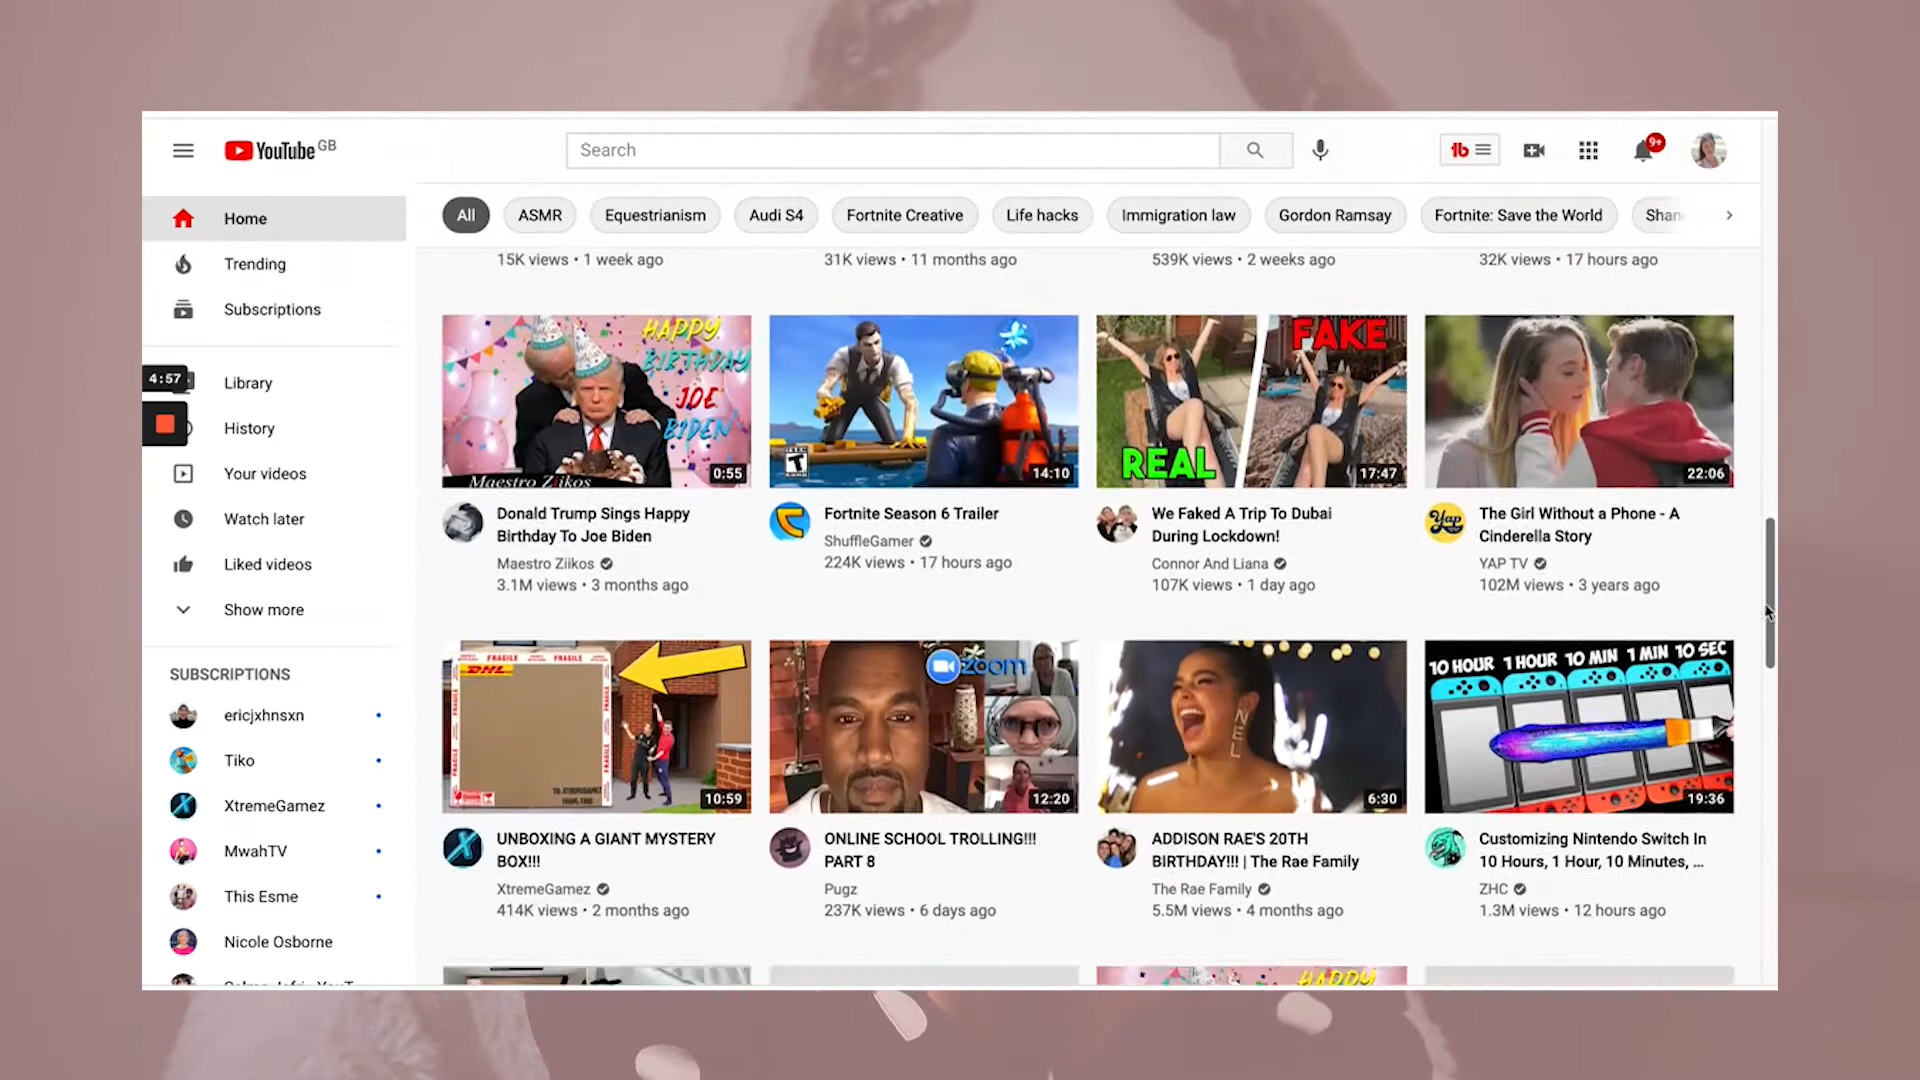 YouTube GB
Search
9+
Home
Trending
Subscriptions
Library
History
Your videos
Watch later
Liked videos
Show more
4:57
SUBSCRIPTIONS
ericjxhnsxn
Tiko
XtremeGamez
MwahTV
This Esme
Nicole Osborne
All
ASMR
Equestrianism
Audi S4
Fortnite Creative
Life hacks
Immigration law
Gordon Ramsay
Fortnite: Save the World
Shan
15K views • 1 week ago
31K views • 11 months ago
539K views • 2 weeks ago
32K views • 17 hours ago
HAPPY
BIRTHDAY
JOE
BIDEN
Maestro Ziikos
0:55
T
14:10
REAL
FAKE
17:47
22:06
Donald Trump Sings Happy
Birthday To Joe Biden
Maestro Ziikos
3.1M views • 3 months ago
Fortnite Season 6 Trailer
ShuffleGamer
224K views • 17 hours ago
We Faked A Trip To Dubai
During Lockdown!
Connor And Liana
107K views • 1 day ago
Yap
The Girl Without a Phone - A
Cinderella Story
YAP TV
102M views • 3 years ago
FRAGILE FRAGILE
DHL
10:59
zoom
12:20
NEL
6:30
10 HOUR 1 HOUR 10 MIN 1 MIN 10 SEC
19:36
UNBOXING A GIANT MYSTERY
BOX!!!
XtremeGamez
414K views • 2 months ago
ONLINE SCHOOL TROLLING!!!
PART 8
Pugz
237K views • 6 days ago
ADDISON RAE'S 20TH
BIRTHDAY!!! | The Rae Family
The Rae Family
5.5M views • 4 months ago
Customizing Nintendo Switch In
10 Hours, 1 Hour, 10 Minutes, ...
ZHC
1.3M views • 12 hours ago
HAPPY